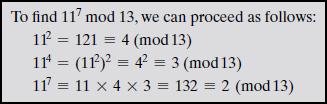 To find 11⁷ mod 13, we can proceed as follows:
11² = 121 ≡ 4 (mod 13)
11⁴ = (11²)² ≡ 4² ≡ 3 (mod 13)
11⁷ ≡ 11 × 4 × 3 ≡ 132 ≡ 2 (mod 13)